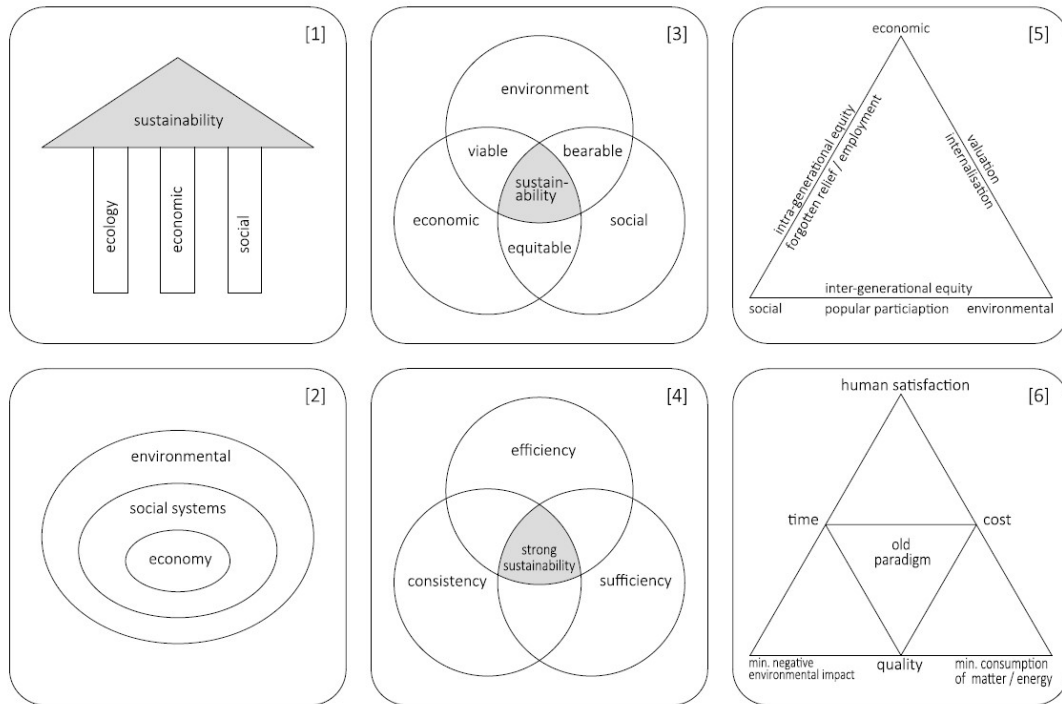 [1]
sustainability
ecology
economic
social
[3]
environment
viable
bearable
sustain-
ability
economic
social
equitable
[5]
economic
intra-generational equity
forgotten relief / employment
valuation
internalisation
inter-generational equity
social
popular particiaption
environmental
[2]
environmental
social systems
economy
[4]
efficiency
strong
sustainability
consistency
sufficiency
[6]
human satisfaction
time
cost
old
paradigm
min. negative
environmental impact
quality
min. consumption
of matter / energy